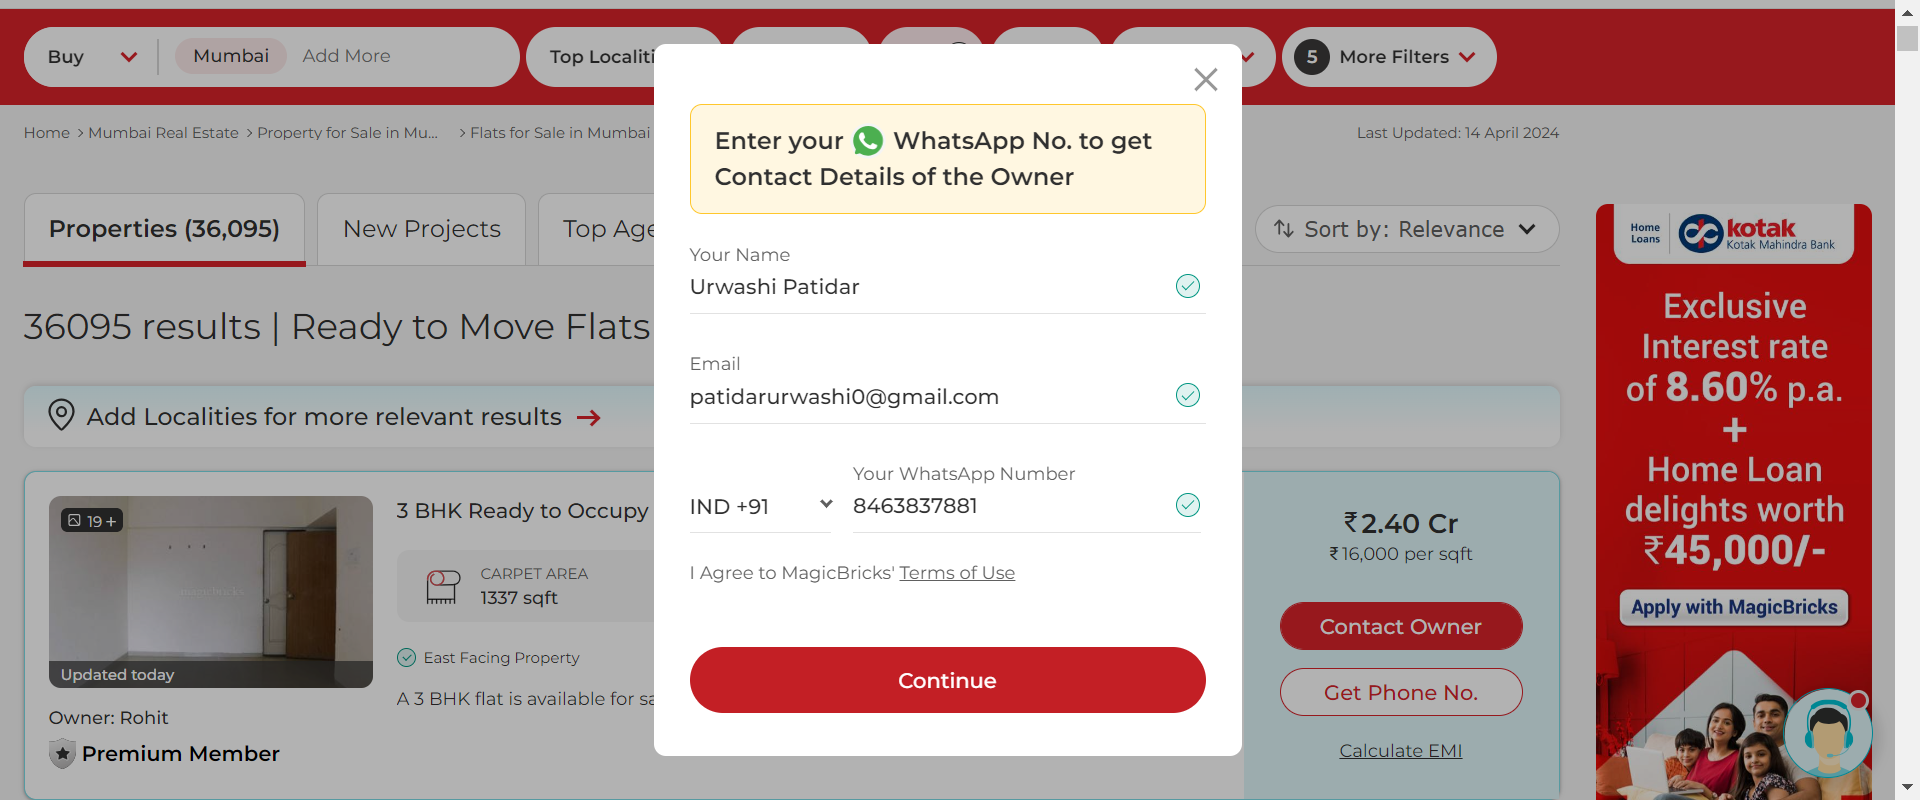 Buy
Mumbai
Add More
Top Localiti
5
More Filters
Home > Mumbai Real Estate > Property for Sale in Mu... > Flats for Sale in Mumbai
Last Updated: 14 April 2024
Properties (36,095)
New Projects
Top Age
Sort by: Relevance
36095 results | Ready to Move Flats
Add Localities for more relevant results
19 +
magicbricks
Updated today
Owner: Rohit
Premium Member
3 BHK Ready to Occupy
CARPET AREA
1337 sqft
East Facing Property
A 3 BHK flat is available for sa
Enter your WhatsApp No. to get
Contact Details of the Owner
Your Name
Urwashi Patidar
Email
patidarurwashi0@gmail.com
Your WhatsApp Number
IND +91
8463837881
I Agree to MagicBricks' Terms of Use
Continue
₹2.40 Cr
₹16,000 per sqft
Contact Owner
Get Phone No.
Calculate EMI
Home
Loans
kotak
Kotak Mahindra Bank
Exclusive
Interest rate
of 8.60% p.a.
+
Home Loan
delights worth
₹45,000/-
Apply with MagicBricks